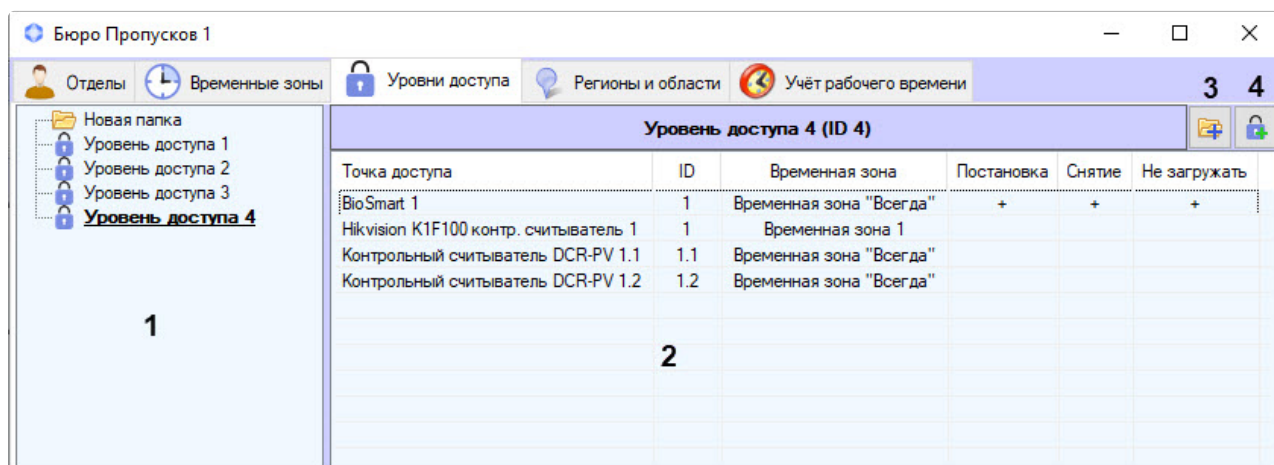 Бюро Пропусков 1
Отделы Временные зоны Уровни доступа Регионы и области Учёт рабочего времени 3 4
Новая папка
Уровень доступа 1
Уровень доступа 2
Уровень доступа 3
Уровень доступа 4
1
Уровень доступа 4 (ID 4)
Точка доступа ID Временная зона Постановка Снятие Не загружать
BioSmart 1 1 Временная зона "Всегда" + + +
Hikvision K1F100 контр. считыватель 1 1 Временная зона 1
Контрольный считыватель DCR-PV 1.1 1.1 Временная зона "Всегда"
Контрольный считыватель DCR-PV 1.2 1.2 Временная зона "Всегда"
2